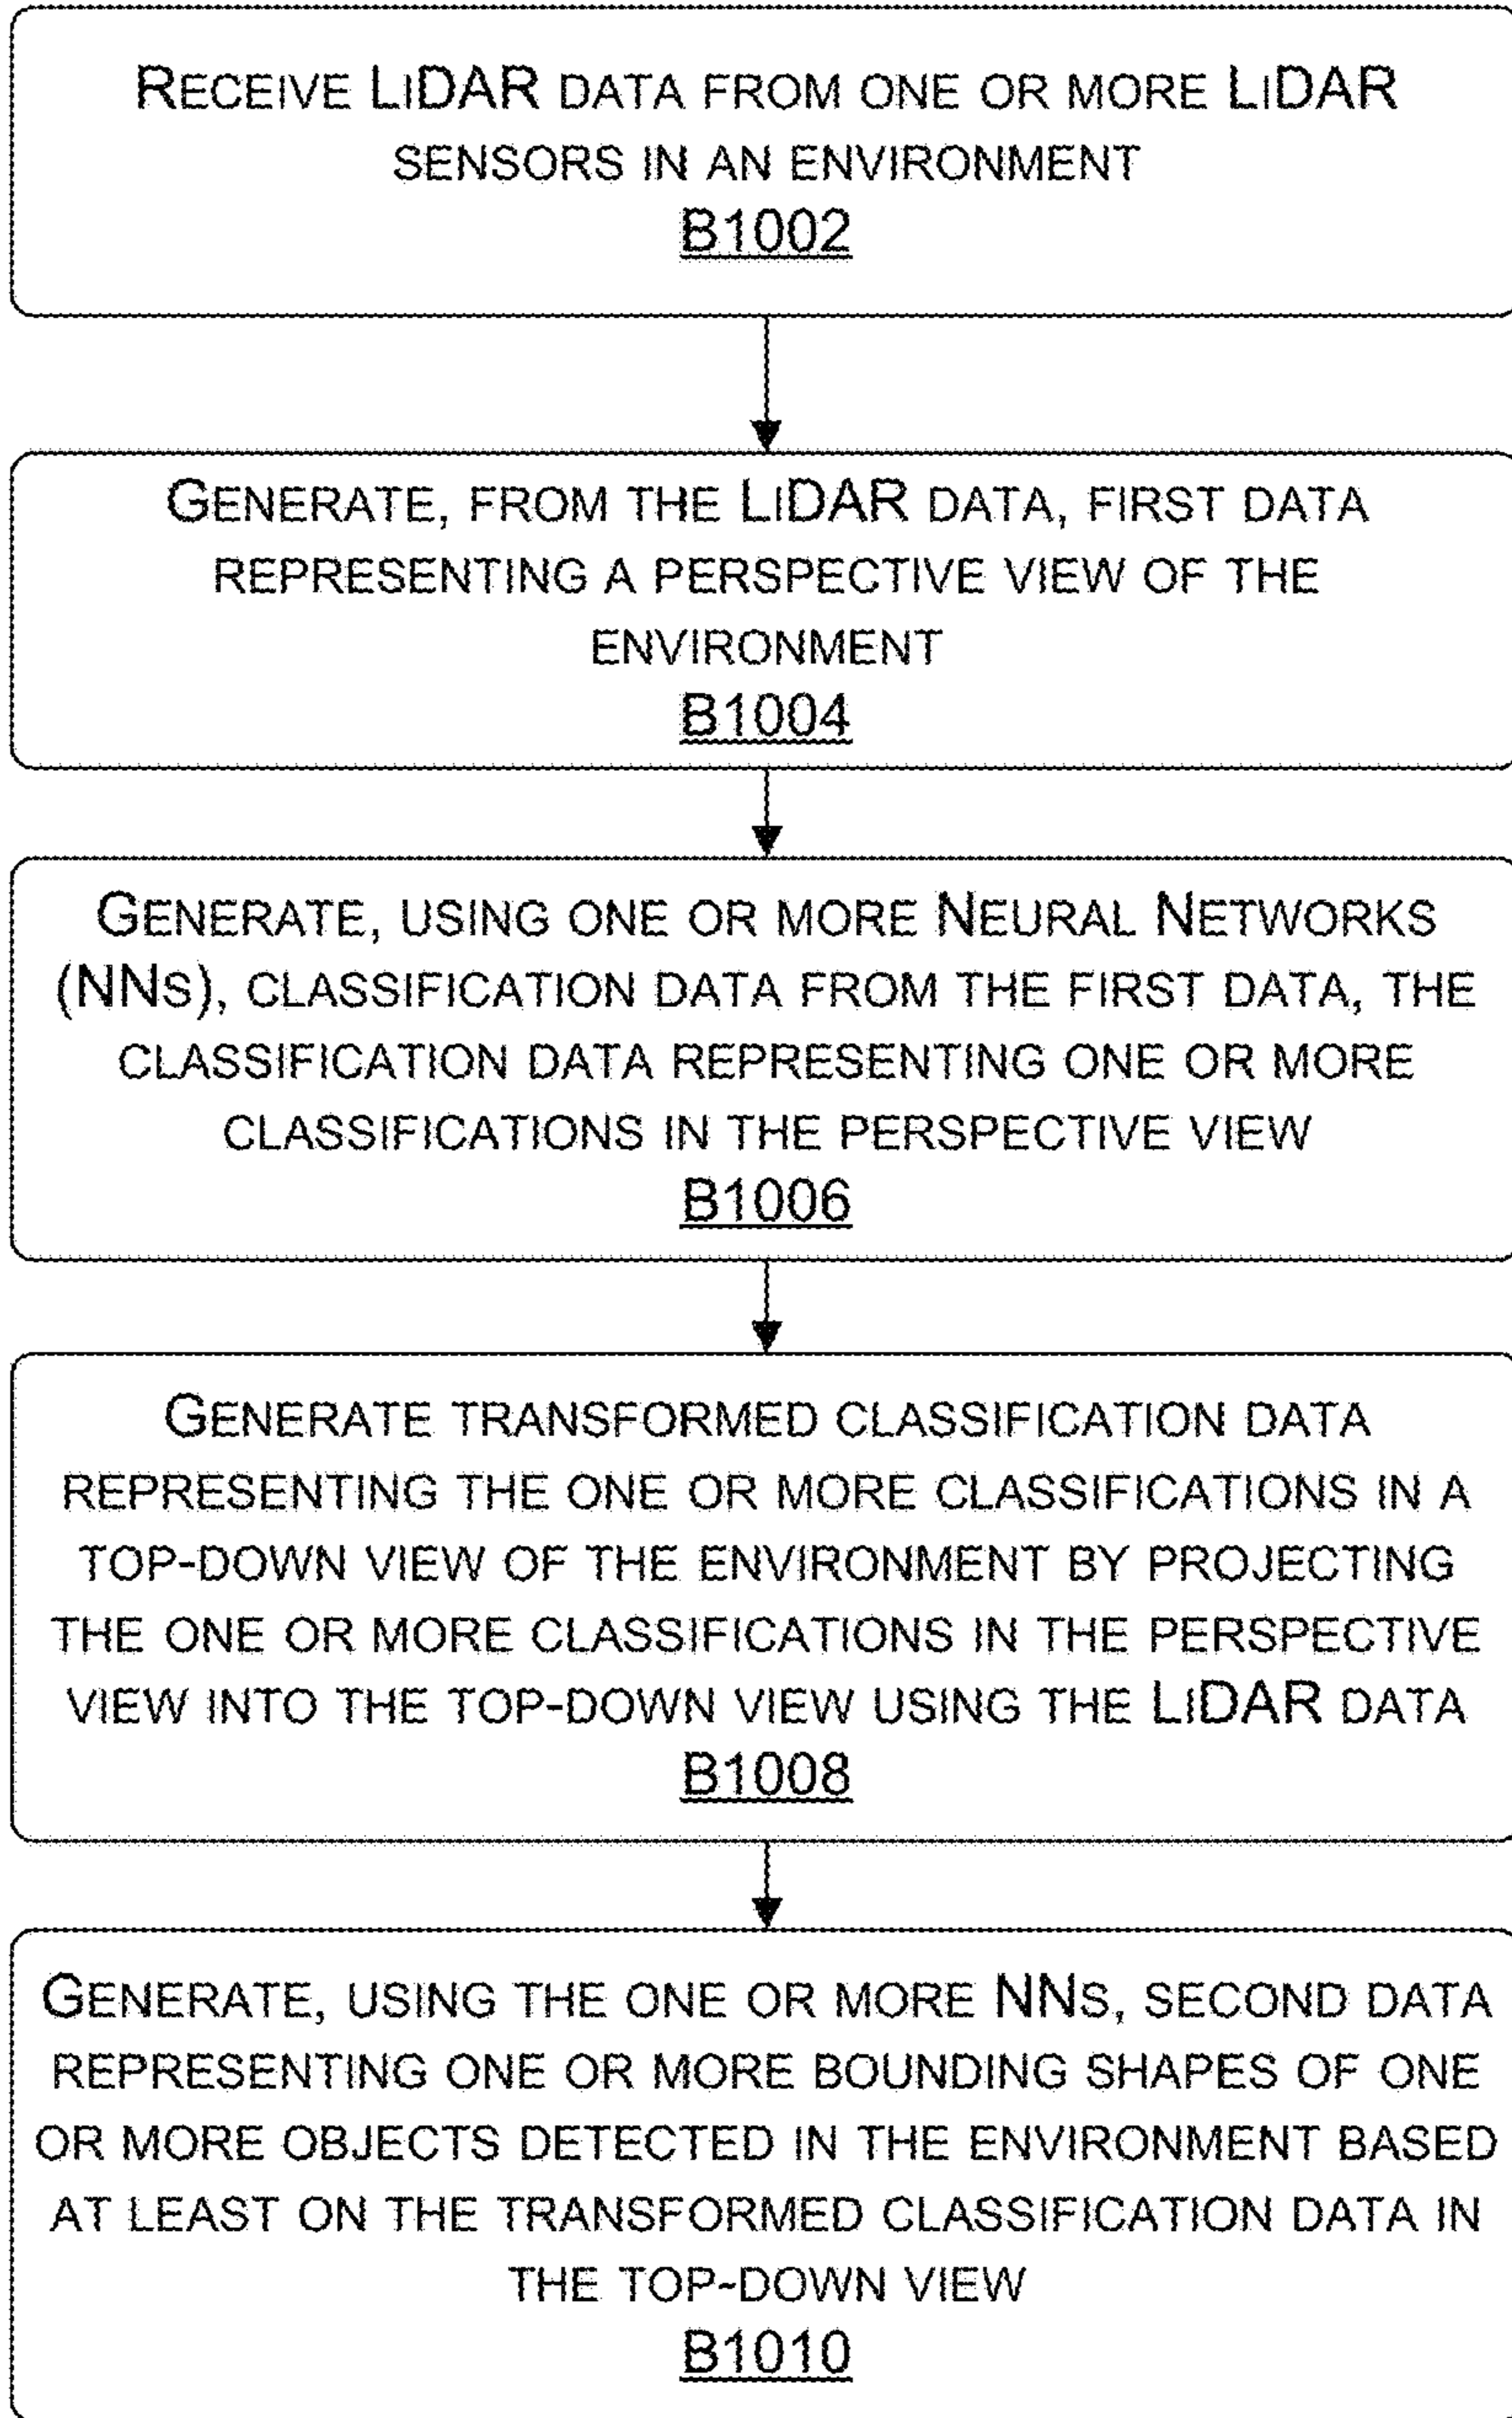 RECEIVE LIDAR DATA FROM ONE OR MORE LIDAR
SENSORS IN AN ENVIRONMENT
B1002
GENERATE, FROM THE LIDAR DATA, FIRST DATA
REPRESENTING A PERSPECTIVE VIEW OF THE
ENVIRONMENT
B1004
GENERATE, USING ONE OR MORE NEURAL NETWORKS
(NNS), CLASSIFICATION DATA FROM THE FIRST DATA, THE
CLASSIFICATION DATA REPRESENTING ONE OR MORE
CLASSIFICATIONS IN THE PERSPECTIVE VIEW
B1006
GENERATE TRANSFORMED CLASSIFICATION DATA
REPRESENTING THE ONE OR MORE CLASSIFICATIONS IN A
TOP-DOWN VIEW OF THE ENVIRONMENT BY PROJECTING
THE ONE OR MORE CLASSIFICATIONS IN THE PERSPECTIVE
VIEW INTO THE TOP-DOWN VIEW USING THE LIDAR DATA
B1008
GENERATE, USING THE ONE OR MORE NNS, SECOND DATA
REPRESENTING ONE OR MORE BOUNDING SHAPES OF ONE
OR MORE OBJECTS DETECTED IN THE ENVIRONMENT BASED
AT LEAST ON THE TRANSFORMED CLASSIFICATION DATA IN
THE TOP-DOWN VIEW
B1010